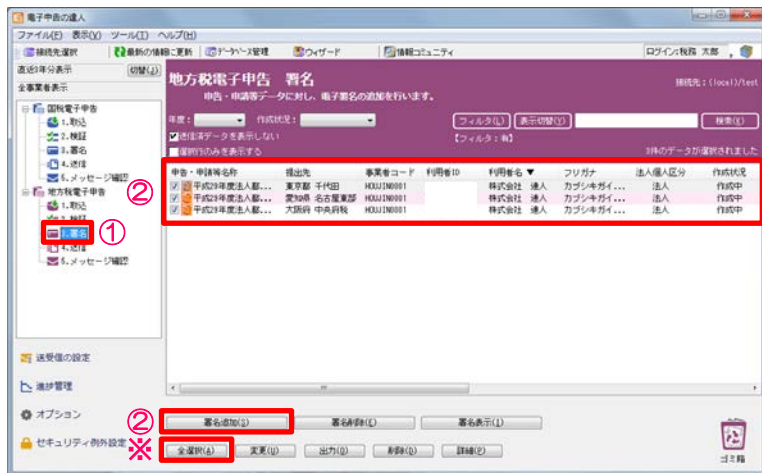 電子申告の達人
ファイル(F) 表示(V) ツール(T) ヘルプ(H)
接続先選択 最新の情報に更新 データベース管理 ウィザード 情報コミュニティ ログイン:税務 太郎
直近3年分表示 切替(J)
全事業者表示
国税電子申告
1.取込
2.検証
3.署名
4.送信
5.メッセージ確認
地方税電子申告
1.取込
2.検証
3.署名
4.送信
5.メッセージ確認
①
送受信の設定
進捗管理
オプション
セキュリティ例外設定
地方税電子申告 署名
接続先:(local)/test
申告・申請等データに対し、電子署名の追加を行います。
年度: 作成状況: フィルタ(L) 表示切替(Y) 検索(K)
送信済データを表示しない 【フィルタ:有】
選択行のみを表示する 3件のデータが選択されました
②
申告・申請等名称 提出先 事業者コード 利用者ID 利用者名 ▼ フリガナ 法人個人区分 作成状況
平成29年度法人都... 東京都 千代田 HOUJIN0001 株式会社 達人 カブシキガイ... 法人 作成中
平成29年度法人都... 愛知県 名古屋東部 HOUJIN0001 株式会社 達人 カブシキガイ... 法人 作成中
平成29年度法人都... 大阪府 中央府税 HOUJIN0001 株式会社 達人 カブシキガイ... 法人 作成中
② 署名追加(S) 署名削除(E) 署名表示(I)
※ 全選択(A) 変更(U) 出力(O) 削除(D) 詳細(P)
ゴミ箱